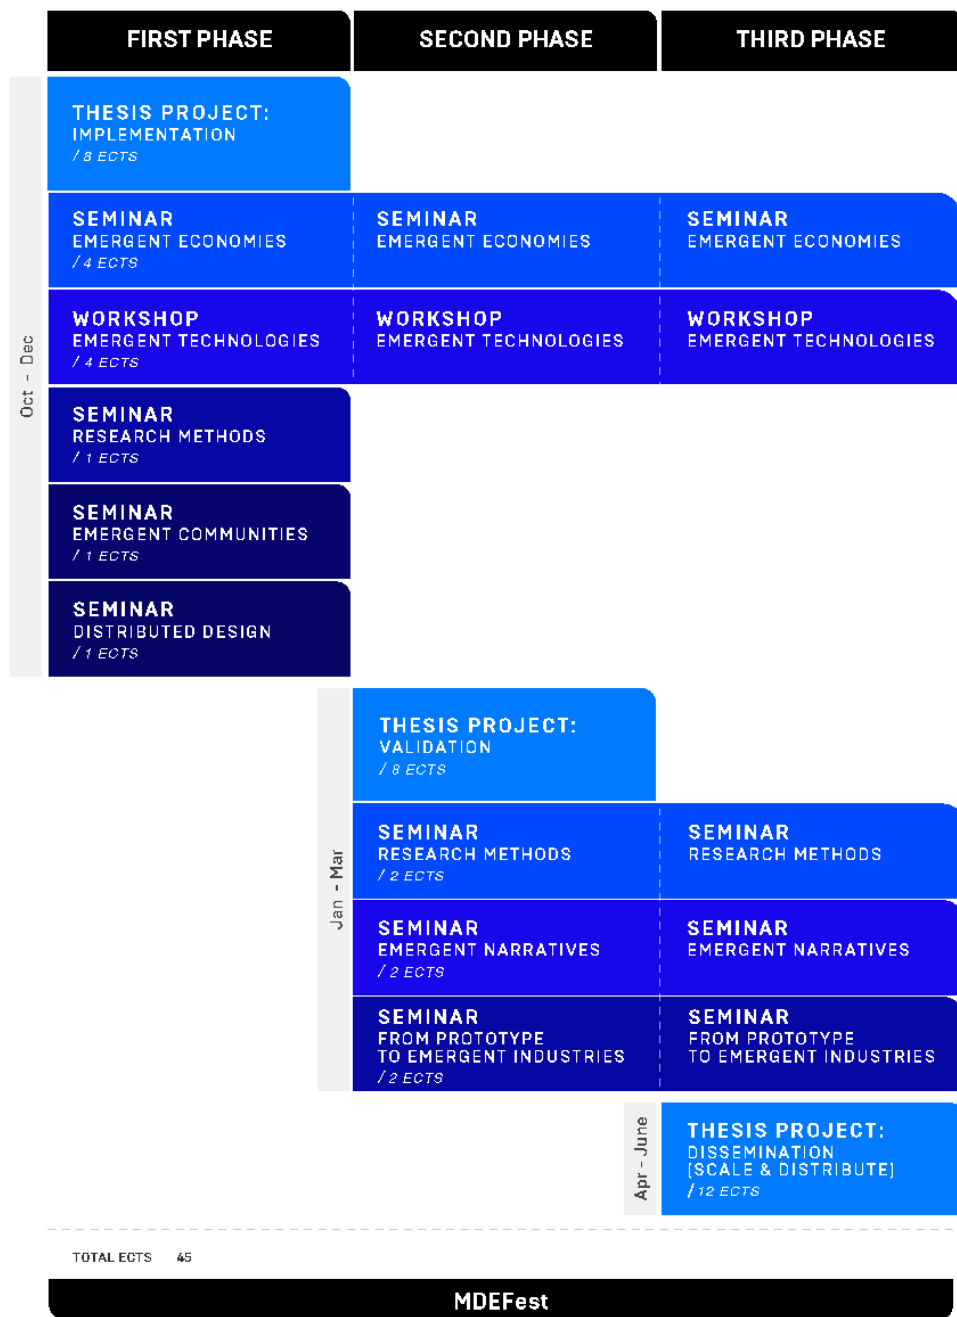 FIRST PHASE
SECOND PHASE
THIRD PHASE
Oct - Dec
THESIS PROJECT:
IMPLEMENTATION
/ 8 ECTS
SEMINAR
EMERGENT ECONOMIES
/ 4 ECTS
SEMINAR
EMERGENT ECONOMIES
SEMINAR
EMERGENT ECONOMIES
WORKSHOP
EMERGENT TECHNOLOGIES
/ 4 ECTS
WORKSHOP
EMERGENT TECHNOLOGIES
WORKSHOP
EMERGENT TECHNOLOGIES
SEMINAR
RESEARCH METHODS
/ 1 ECTS
SEMINAR
EMERGENT COMMUNITIES
/ 1 ECTS
SEMINAR
DISTRIBUTED DESIGN
/ 1 ECTS
Jan - Mar
THESIS PROJECT:
VALIDATION
/ 8 ECTS
SEMINAR
RESEARCH METHODS
/ 2 ECTS
SEMINAR
RESEARCH METHODS
SEMINAR
EMERGENT NARRATIVES
/ 2 ECTS
SEMINAR
EMERGENT NARRATIVES
SEMINAR
FROM PROTOTYPE
TO EMERGENT INDUSTRIES
/ 2 ECTS
SEMINAR
FROM PROTOTYPE
TO EMERGENT INDUSTRIES
Apr - June
THESIS PROJECT:
DISSEMINATION
(SCALE & DISTRIBUTE)
/ 12 ECTS
TOTAL ECTS 45
MDEFest